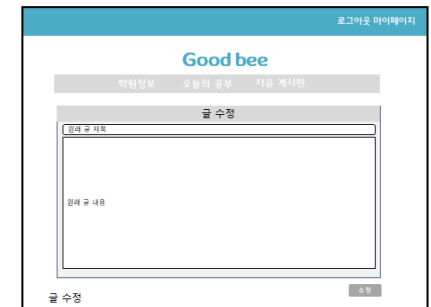 로그아웃 마이페이지
Good bee
학원정보 오늘의 공부 자유 게시판
글 수정
원래 글 제목
원래 글 내용
수정
글 수정